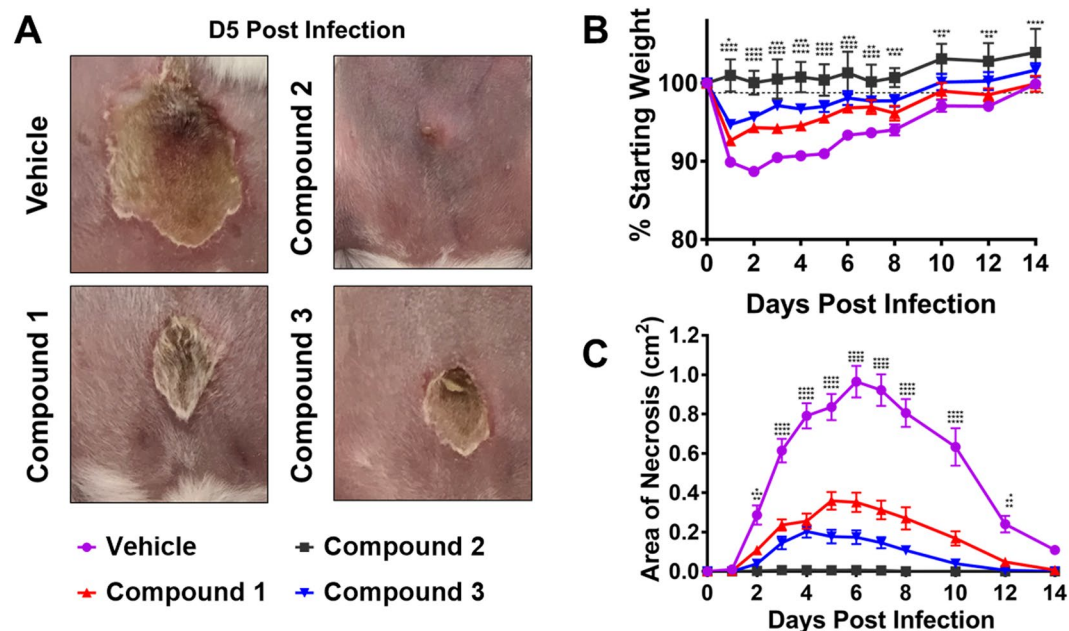 A
D5 Post Infection
Vehicle
Compound 2
Compound 1
Compound 3
Vehicle
Compound 2
Compound 1
Compound 3
B
% Starting Weight
100
90
80
0 2 4 6 8 10 12 14
Days Post Infection
C
Area of Necrosis (cm²)
1.2
1.0
0.8
0.6
0.4
0.2
0.0
0 2 4 6 8 10 12 14
Days Post Infection